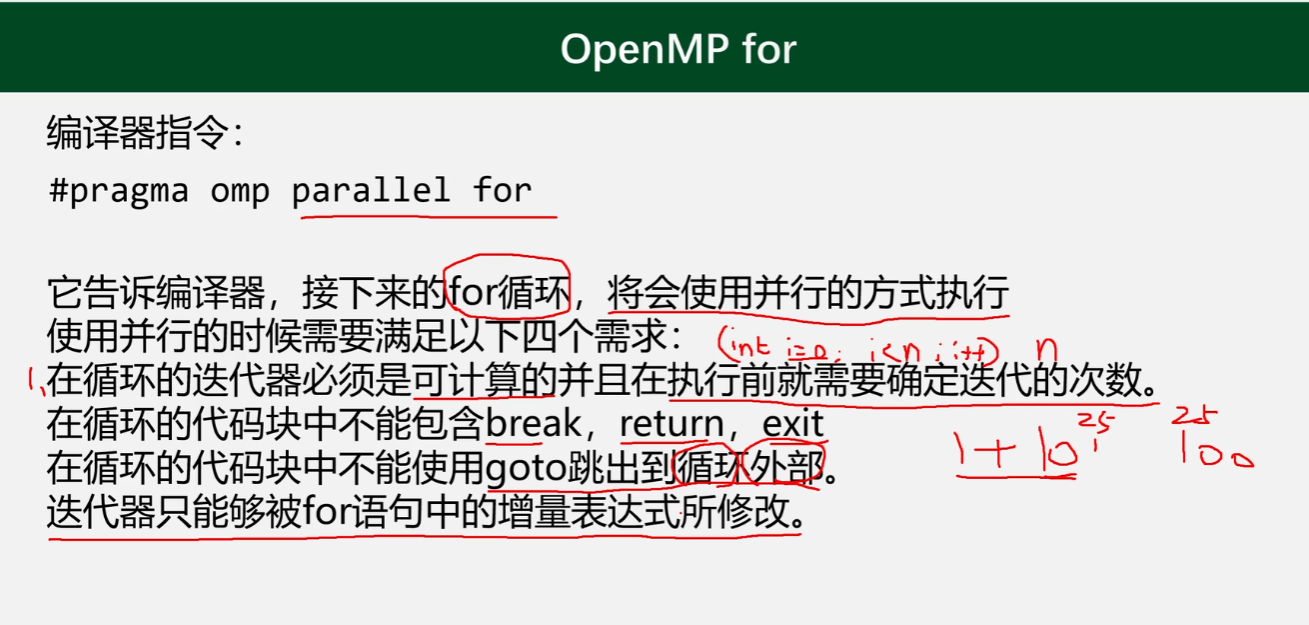 OpenMP for
编译器指令：
#pragma omp parallel for
它告诉编译器，接下来的for循环，将会使用并行的方式执行
使用并行的时候需要满足以下四个需求：
(int i=0; i<n; i++) n
1、在循环的迭代器必须是可计算的并且在执行前就需要确定迭代的次数。
在循环的代码块中不能包含break，return，exit
25 25
1+10 100
在循环的代码块中不能使用goto跳出到循环外部。
迭代器只能够被for语句中的增量表达式所修改。